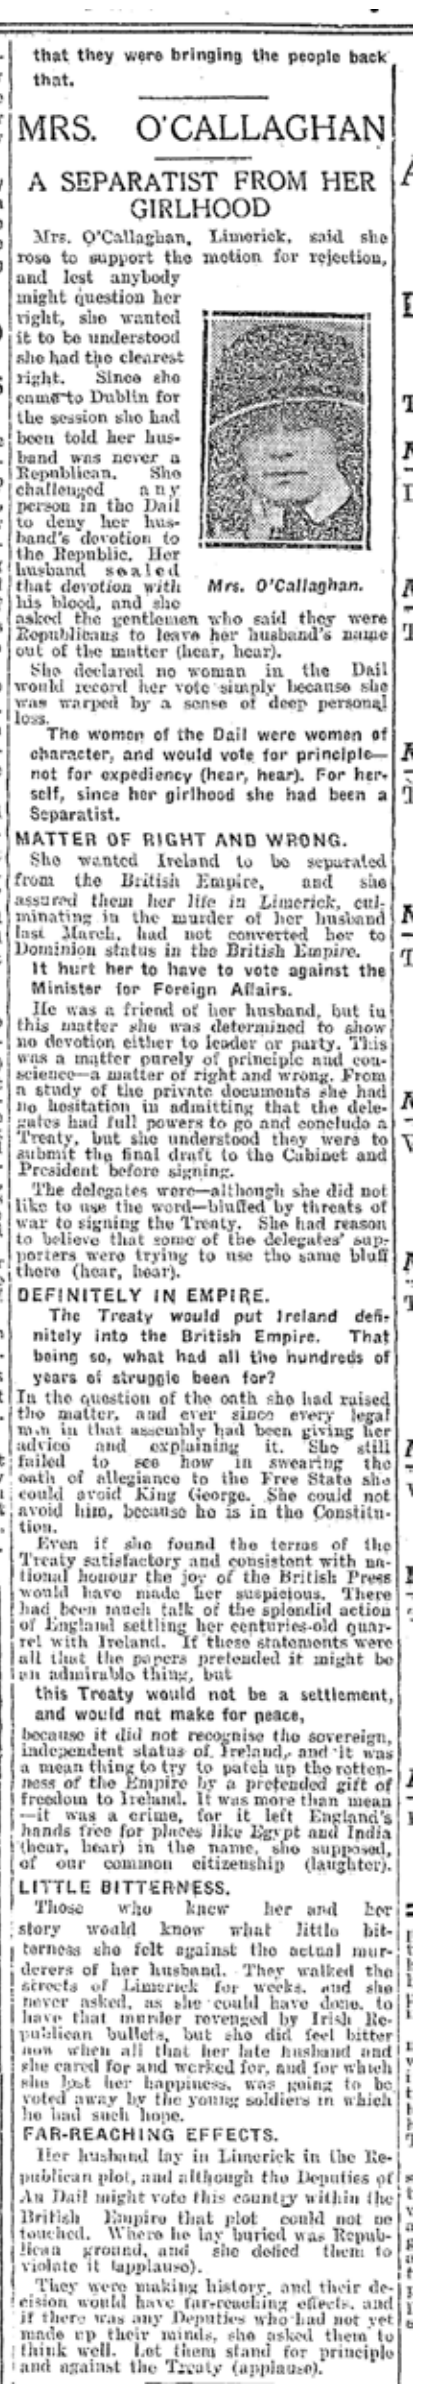 that they were bringing the people back
that.
MRS. O'CALLAGHAN
A SEPARATIST FROM HER
GIRLHOOD
Mrs. O'Callaghan, Limerick, said she
rose to support the motion for rejection,
and lest anybody
might question her
right, she wanted
it to be understood
she had the clearest
right. Since she
came to Dublin for
the session she had
been told her hus-
band was never a
Republican. She
challenged any
person in the Dail
to deny her hus-
band's devotion to
the Republic. Her
husband sealed
that devotion with
his blood, and she
Mrs. O'Callaghan.
asked the gentlemen who said they were
Republicans to leave her husband's name
out of the matter (hear, hear).
She declared no woman in the Dail
would record her vote simply because she
was warped by a sense of deep personal
loss.
The women of the Dail were women of
character, and would vote for principle—
not for expediency (hear, hear). For her-
self, since her girlhood she had been a
Separatist.
MATTER OF RIGHT AND WRONG.
She wanted Ireland to be separated
from the British Empire, and she
assured them her life in Limerick, cul-
minating in the murder of her husband
last March, had not converted her to
Dominion status in the British Empire.
It hurt her to have to vote against the
Minister for Foreign Affairs.
He was a friend of her husband, but in
this matter she was determined to show
no devotion either to leader or party. This
was a matter purely of principle and con-
science—a matter of right and wrong. From
a study of the private documents she had
no hesitation in admitting that the dele-
gates had full powers to go and conclude a
Treaty, but she understood they were to
submit the final draft to the Cabinet and
President before signing.
The delegates were—although she did not
like to use the word—bluffed by threats of
war to signing the Treaty. She had reason
to believe that some of the delegates' sup-
porters were trying to use the same bluff
there (hear, hear).
DEFINITELY IN EMPIRE.
The Treaty would put Ireland defi-
nitely into the British Empire. That
being so, what had all the hundreds of
years of struggle been for?
In the question of the oath she had raised
the matter, and ever since every legal
man in that assembly had been giving her
advice and explaining it. She still
failed to see how in swearing the
oath of allegiance to the Free State she
could avoid King George. She could not
avoid him, because he is in the Constitu-
tion.
Even if she found the terms of the
Treaty satisfactory and consistent with na-
tional honour the joy of the British Press
would have made her suspicious. There
had been much talk of the splendid action
of England settling her centuries-old quar-
rel with Ireland. If these statements were
all that the papers pretended it might be
an admirable thing, but
this Treaty would not be a settlement,
and would not make for peace,
because it did not recognise the sovereign,
independent status of Ireland, and it was
a mean thing to try to patch up the rotten-
ness of the Empire by a pretended gift of
freedom to Ireland. It was more than mean
—it was a crime, for it left England's
hands free for places like Egypt and India
(hear, hear) in the name, she supposed,
of our common citizenship (laughter).
LITTLE BITTERNESS.
Those who knew her and her
story would know what little bit-
terness she felt against the actual mur-
derers of her husband. They walked the
streets of Limerick for weeks, and she
never asked, as she could have done, to
have that murder revenged by Irish Re-
publican bullets, but she did feel bitter
now when all that her late husband and
she cared for and worked for, and for which
she lost her happiness, was going to be
voted away by the young soldiers in which
he had such hope.
FAR-REACHING EFFECTS.
Her husband lay in Limerick in the Re-
publican plot, and although the Deputies of
An Dail might vote this country within the
British Empire that plot could not be
touched. Where he lay buried was Repub-
lican ground, and she defied them to
violate it (applause).
They were making history, and their de-
cision would have far-reaching effects, and
if there was any Deputies who had not yet
made up their minds, she asked them to
think well. Let them stand for principle
and against the Treaty (applause).